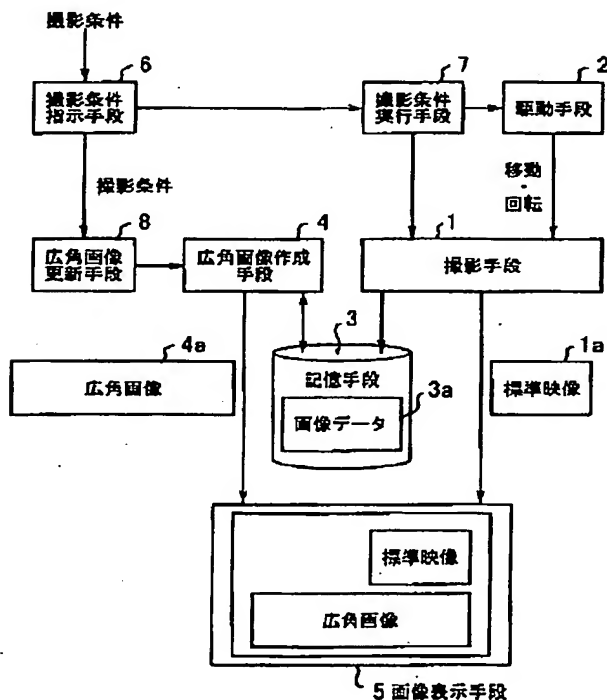 撮影条件
6
7
2
撮影条件
指示手段
撮影条件
実行手段
駆動手段
撮影条件
移動
・
回転
8
4
1
広角画像
更新手段
広角画像作成
手段
撮影手段
4a
3
1a
広角画像
記憶手段
標準映像
3a
画像データ
標準映像
広角画像
5 画像表示手段